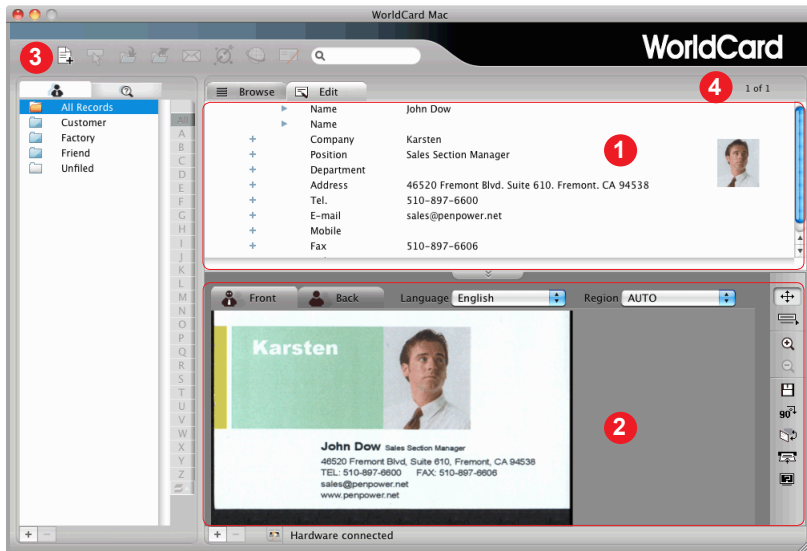 WorldCard Mac
3
WorldCard
Browse Edit 4 1 of 1
All Records
Customer
Factory
Friend
Unfiled
All
A
B
C
D
E
F
G
H
I
J
K
L
M
N
O
P
Q
R
S
T
U
V
W
X
Y
Z
Name John Dow
Name
+ Company Karsten
+ Position Sales Section Manager
+ Department
+ Address 46520 Fremont Blvd. Suite 610. Fremont. CA 94538
+ Tel. 510-897-6600
+ E-mail sales@penpower.net
+ Mobile
+ Fax 510-897-6606
1
Front Back Language English Region AUTO
Karsten
John Dow Sales Section Manager
46520 Fremont Blvd, Suite 610, Fremont, CA 94538
TEL: 510-897-6600 FAX: 510-897-6606
sales@penpower.net
www.penpower.net
2
90°
+ − + − Hardware connected